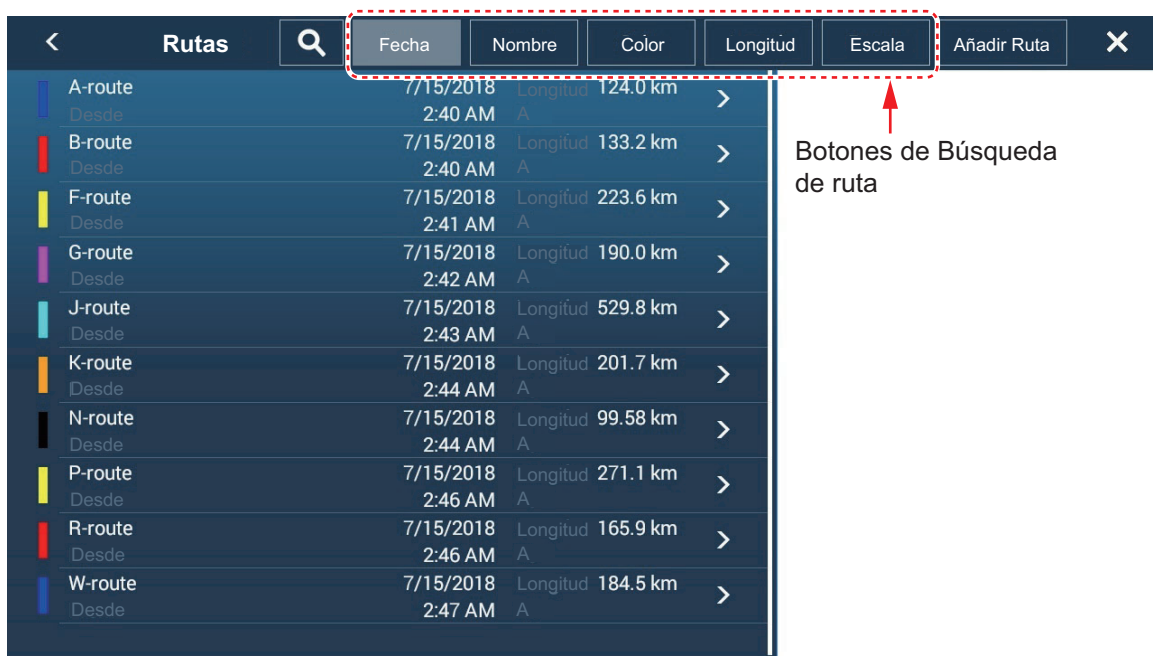 Rutas Fecha Nombre Color Longitud Escala Añadir Ruta
A-route 7/15/2018 Longitud 124.0 km
Desde 2:40 AM A
B-route 7/15/2018 Longitud 133.2 km
Desde 2:40 AM A
F-route 7/15/2018 Longitud 223.6 km
Desde 2:41 AM A
G-route 7/15/2018 Longitud 190.0 km
Desde 2:42 AM A
J-route 7/15/2018 Longitud 529.8 km
Desde 2:43 AM A
K-route 7/15/2018 Longitud 201.7 km
Desde 2:44 AM A
N-route 7/15/2018 Longitud 99.58 km
Desde 2:44 AM A
P-route 7/15/2018 Longitud 271.1 km
Desde 2:46 AM A
R-route 7/15/2018 Longitud 165.9 km
Desde 2:46 AM A
W-route 7/15/2018 Longitud 184.5 km
Desde 2:47 AM A
Botones de Búsqueda
de ruta